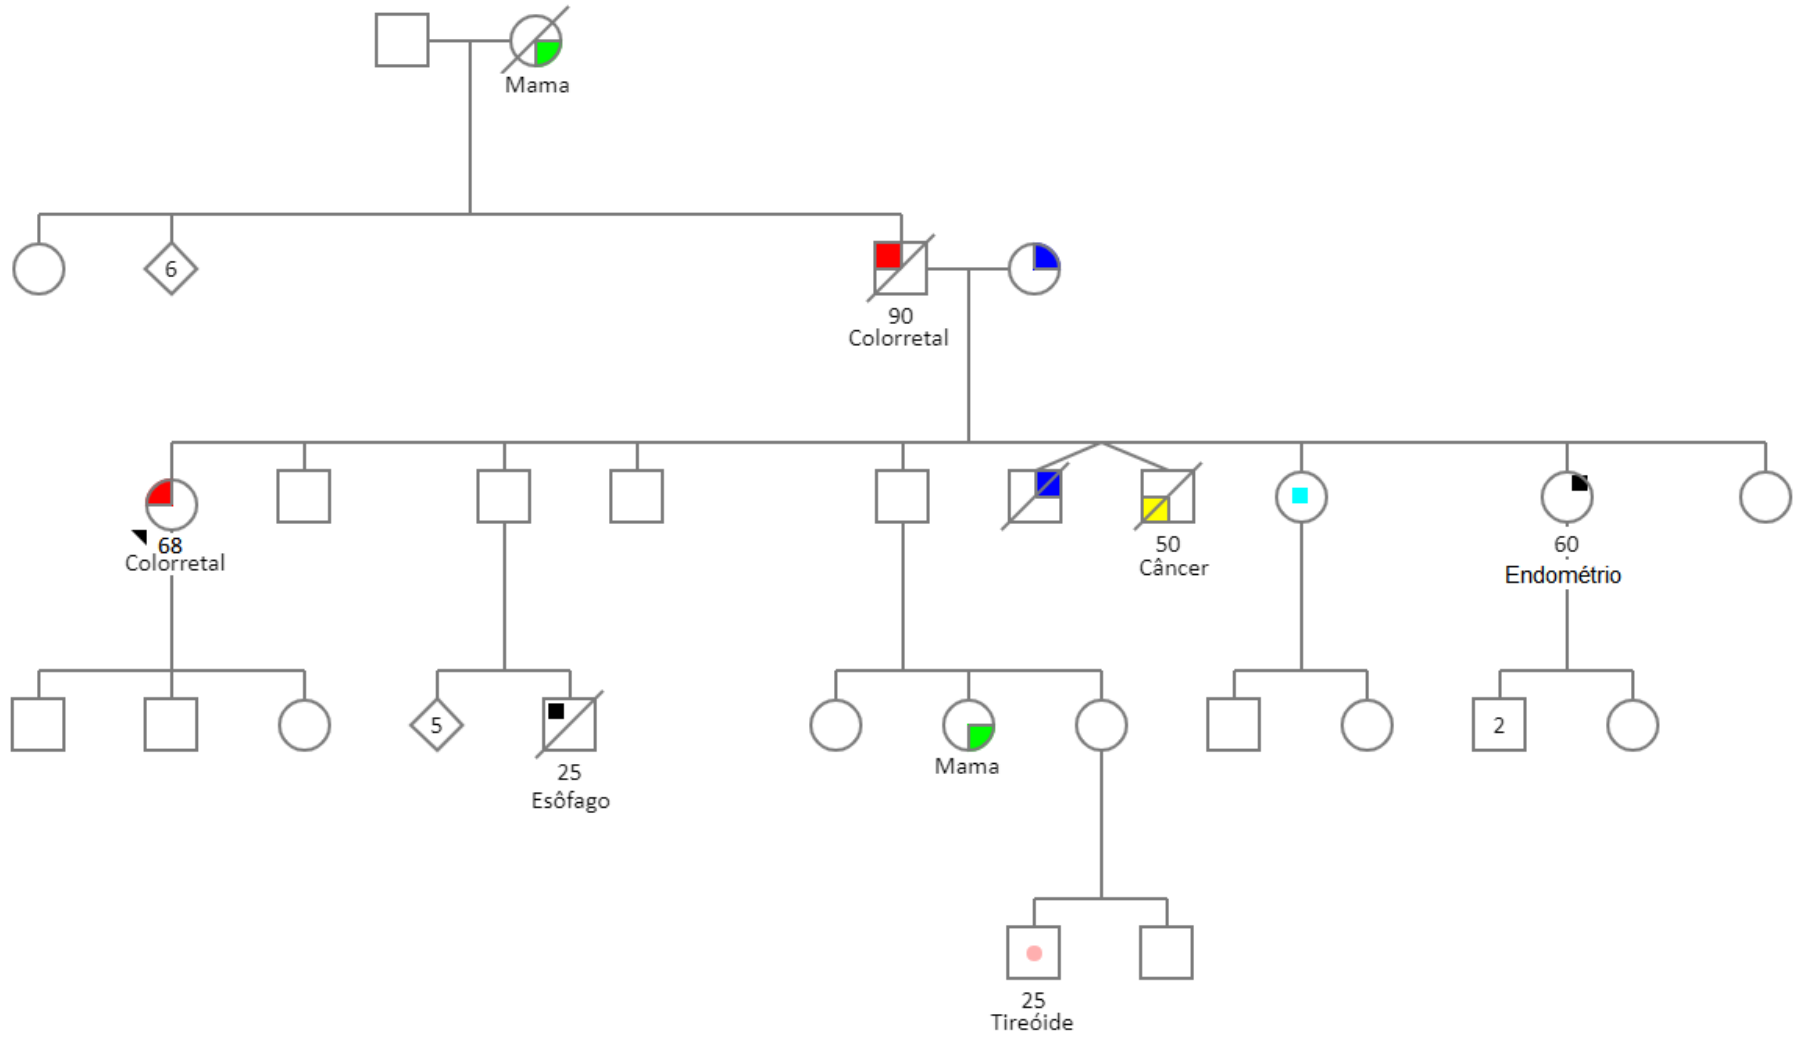 Mama
6
90
Colorretal
68
Colorretal
50
Câncer
60
Endométrio
5
2
25
Esôfago
Mama
25
Tireóide